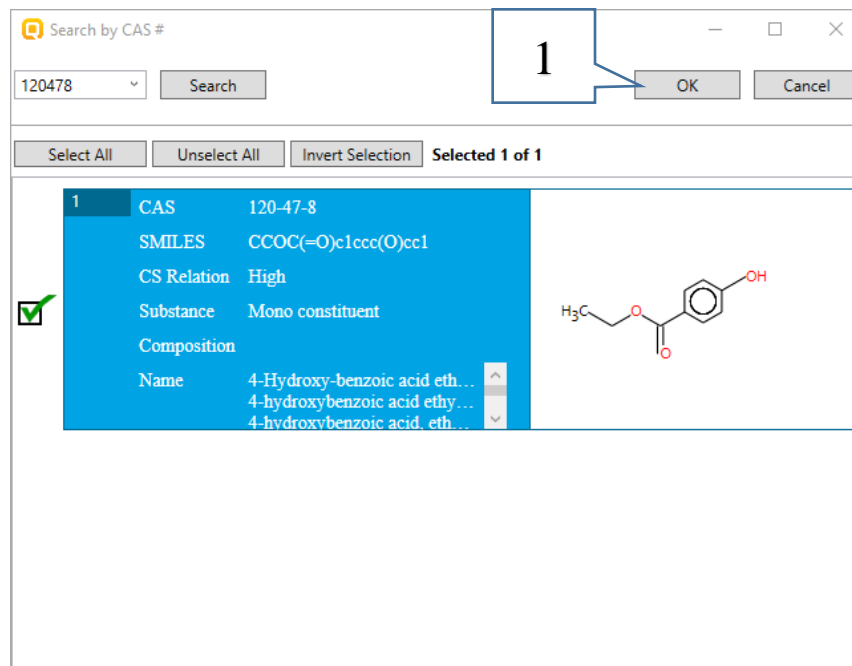 Search by CAS #
1
120478 Search OK Cancel
Select All Unselect All Invert Selection Selected 1 of 1
1 CAS 120-47-8
SMILES CCOC(=O)c1ccc(O)cc1
CS Relation High
Substance Mono constituent
Composition
Name 4-Hydroxy-benzoic acid eth...
4-hydroxybenzoic acid ethy...
4-hydroxybenzoic acid, eth...
OH
H₃C O
O